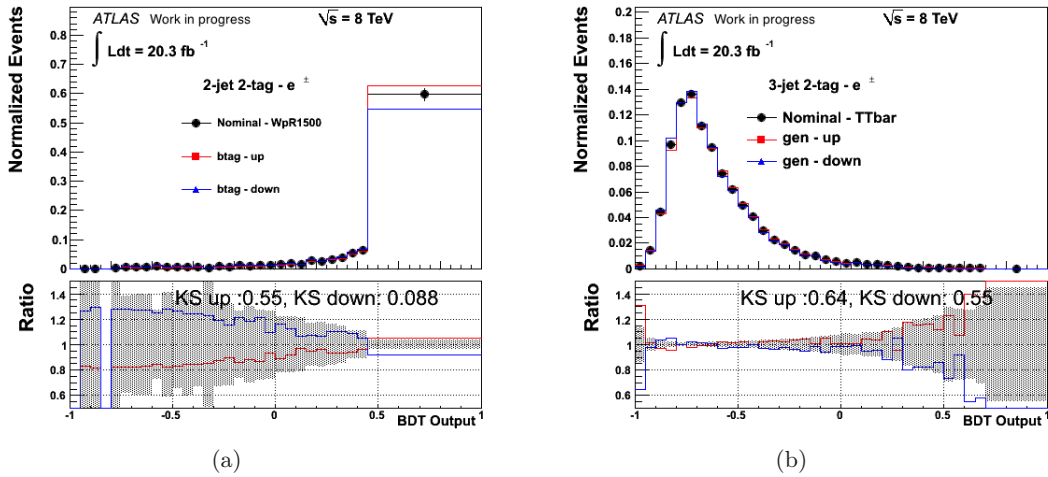 ATLAS Work in progress
√s = 8 TeV
∫ Ldt = 20.3 fb⁻¹
2-jet 2-tag - e ±
Nominal - WpR1500
btag - up
btag - down
Normalized Events
0.8
0.7
0.6
0.5
0.4
0.3
0.2
0.1
0
KS up :0.55, KS down: 0.088
Ratio
1.4
1.2
1
0.8
0.6
-1 -0.5 0 0.5 1
BDT Output
(a)
ATLAS Work in progress
√s = 8 TeV
∫ Ldt = 20.3 fb⁻¹
3-jet 2-tag - e ±
Nominal - TTbar
gen - up
gen - down
Normalized Events
0.2
0.18
0.16
0.14
0.12
0.1
0.08
0.06
0.04
0.02
0
KS up :0.64, KS down: 0.55
Ratio
1.4
1.2
1
0.8
0.6
-1 -0.5 0 0.5 1
BDT Output
(b)